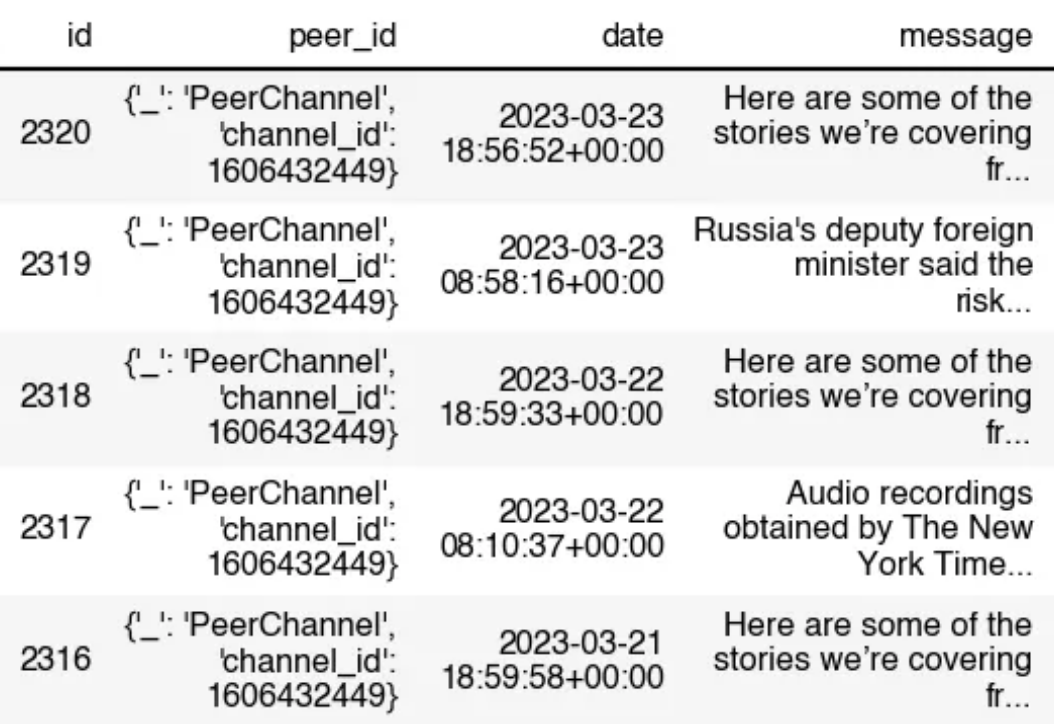 id peer_id date message
2320 {'_': 'PeerChannel', 'channel_id': 1606432449} 2023-03-23 18:56:52+00:00 Here are some of the stories we’re covering fr...
2319 {'_': 'PeerChannel', 'channel_id': 1606432449} 2023-03-23 08:58:16+00:00 Russia's deputy foreign minister said the risk...
2318 {'_': 'PeerChannel', 'channel_id': 1606432449} 2023-03-22 18:59:33+00:00 Here are some of the stories we’re covering fr...
2317 {'_': 'PeerChannel', 'channel_id': 1606432449} 2023-03-22 08:10:37+00:00 Audio recordings obtained by The New York Time...
2316 {'_': 'PeerChannel', 'channel_id': 1606432449} 2023-03-21 18:59:58+00:00 Here are some of the stories we’re covering fr...